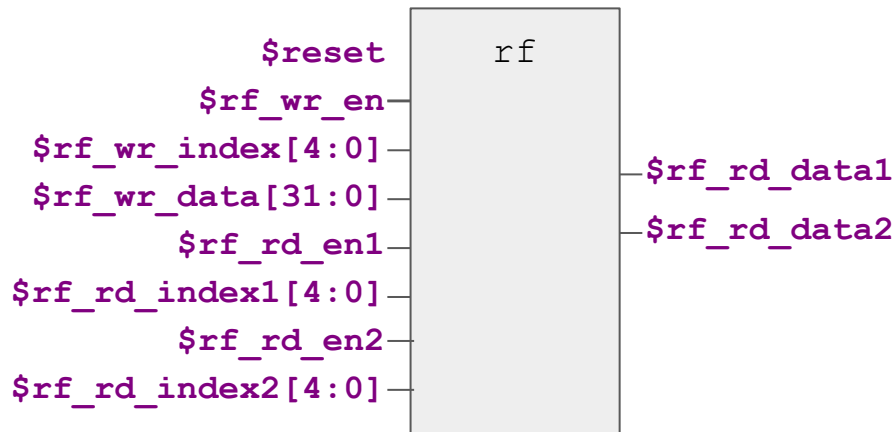 $reset
rf
$rf_wr_en
$rf_wr_index[4:0]
$rf_wr_data[31:0]
$rf_rd_en1
$rf_rd_index1[4:0]
$rf_rd_en2
$rf_rd_index2[4:0]
$rf_rd_data1
$rf_rd_data2